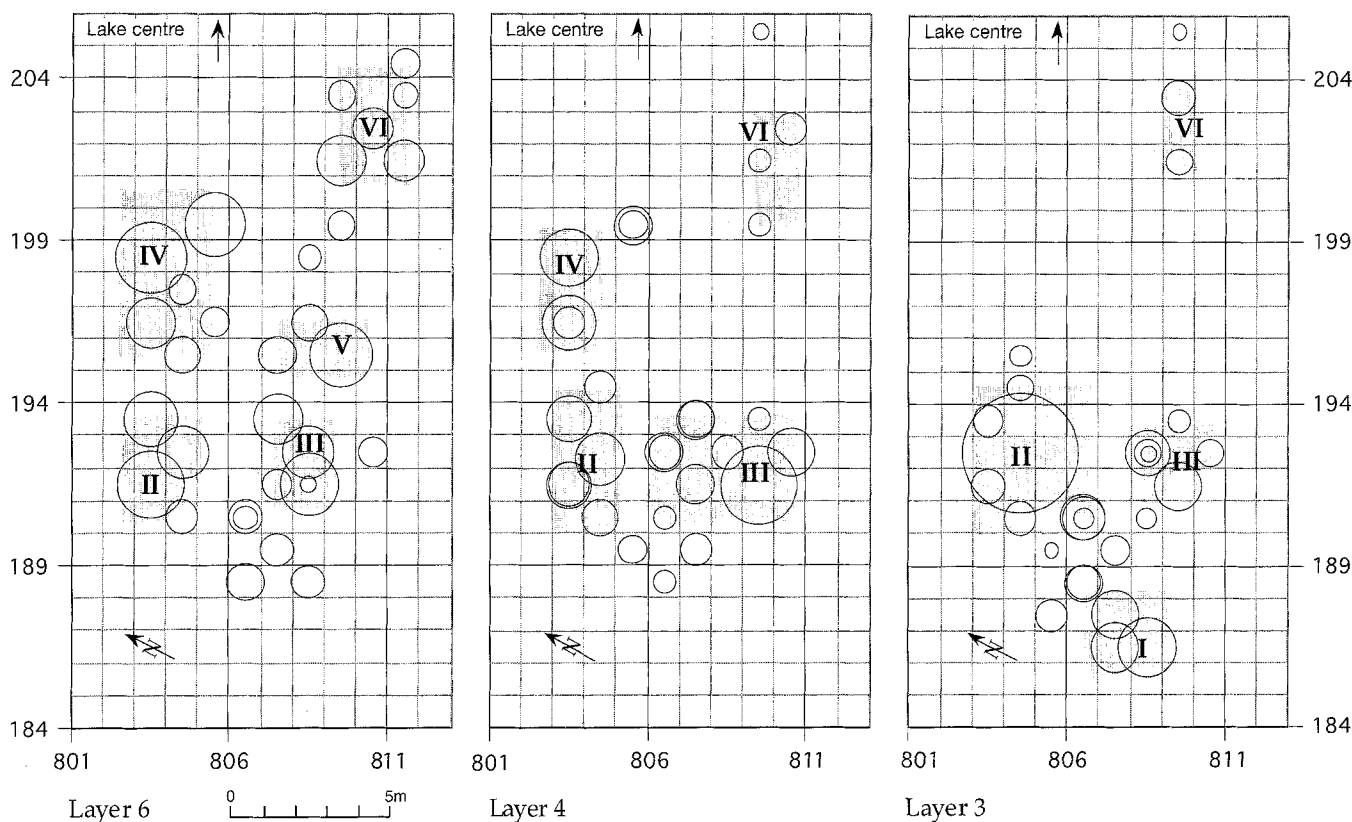 Lake centre
Lake centre
Lake centre
204
204
VI
VI
VI
199
199
IV
IV
V
194
194
III
II
II
III
II
III
189
189
I
N
N
N
184
184
801
806
811
801
806
811
801
806
811
Layer 6
0
5m
Layer 4
Layer 3